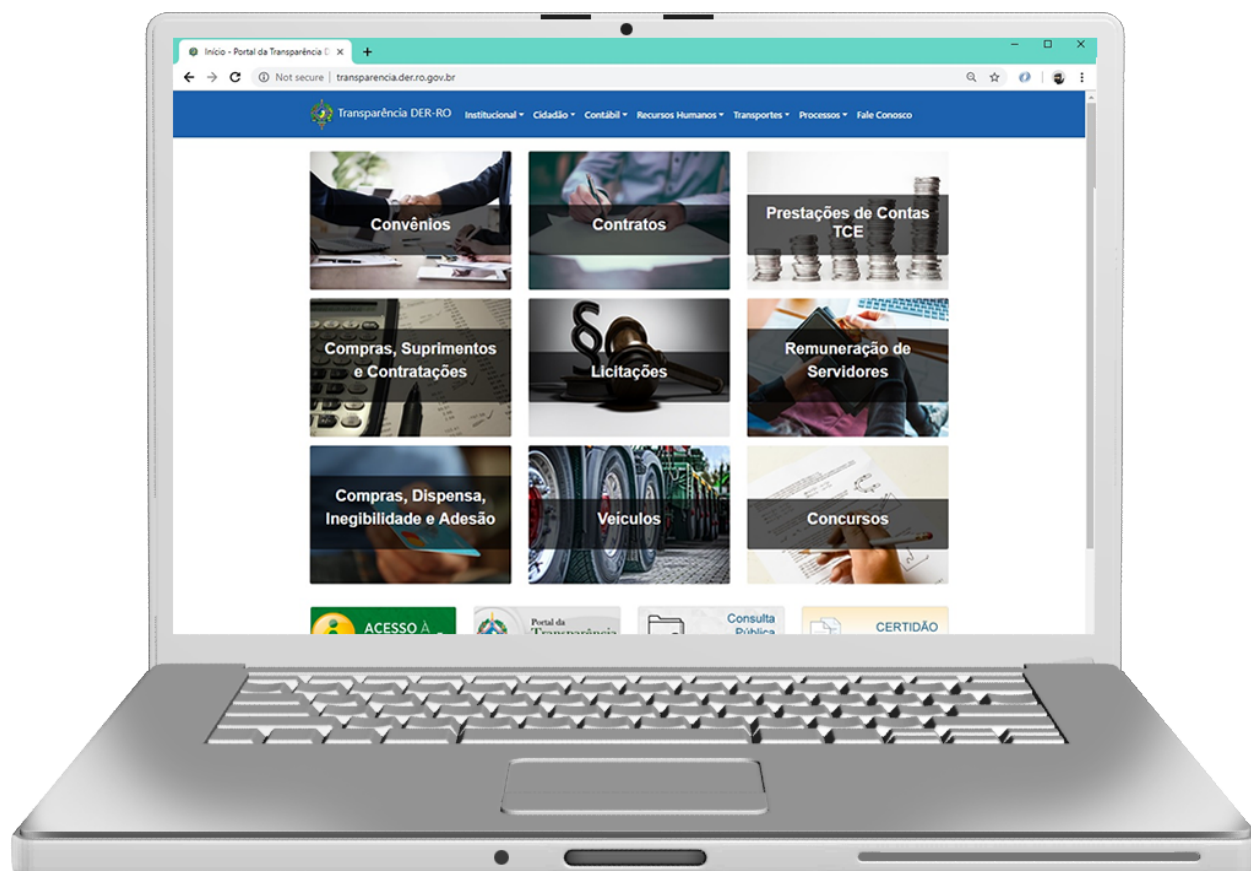 Início - Portal da Transparência D
Not secure | transparencia.der.ro.gov.br
Transparência DER-RO Institucional Cidadão Contábil Recursos Humanos Transportes Processos Fale Conosco
Convênios
Contratos
Prestações de Contas
TCE
Compras, Suprimentos
e Contratações
Licitações
Remuneração de
Servidores
Compras, Dispensa,
Inegibilidade e Adesão
Veículos
Concursos
ACESSO À
Portal da
Transparência
Consulta
Pública
CERTIDÃO